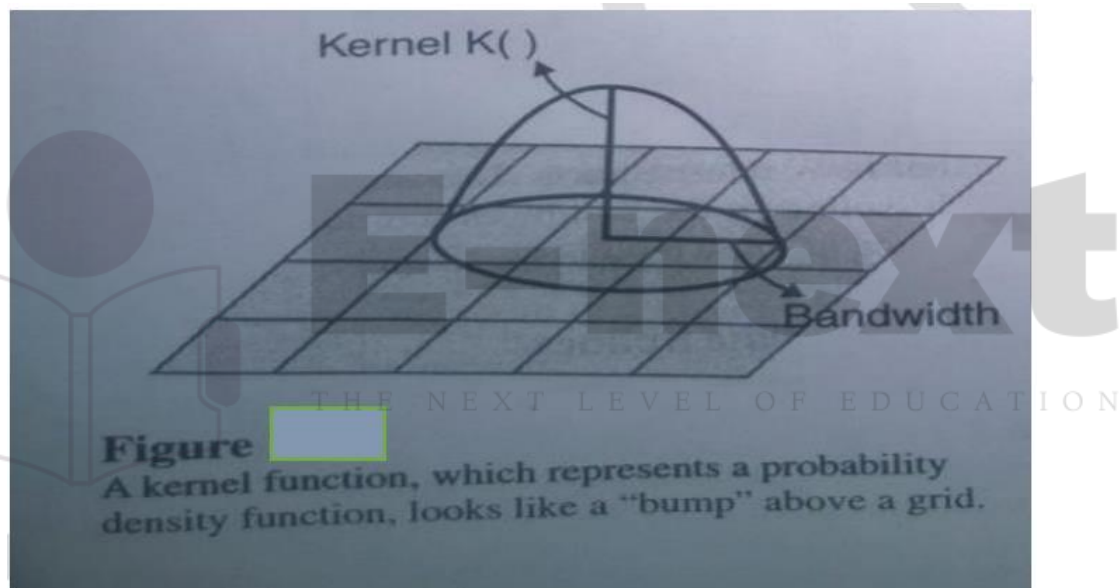 Kernel K( )
E-next
Bandwidth
THE NEXT LEVEL OF EDUCATION
Figure
A kernel function, which represents a probability
density function, looks like a “bump” above a grid.